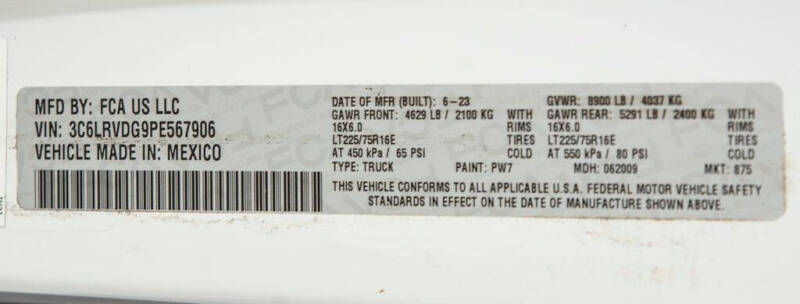 MFD BY: FCA US LLC
VIN: 3C6LRVDG9PE567906
VEHICLE MADE IN: MEXICO
DATE OF MFR (BUILT): 6-23 GVWR: 8900 LB / 4037 KG
GAWR FRONT: 4629 LB / 2100 KG WITH GAWR REAR: 5291 LB / 2400 KG WITH
16X6.0 RIMS 16X6.0 RIMS
LT225/75R16E TIRES LT225/75R16E TIRES
AT 450 kPa / 65 PSI COLD AT 550 kPa / 80 PSI COLD
TYPE: TRUCK PAINT: PW7 MDH: 062009 MKT: 875
THIS VEHICLE CONFORMS TO ALL APPLICABLE U.S.A. FEDERAL MOTOR VEHICLE SAFETY
STANDARDS IN EFFECT ON THE DATE OF MANUFACTURE SHOWN ABOVE.